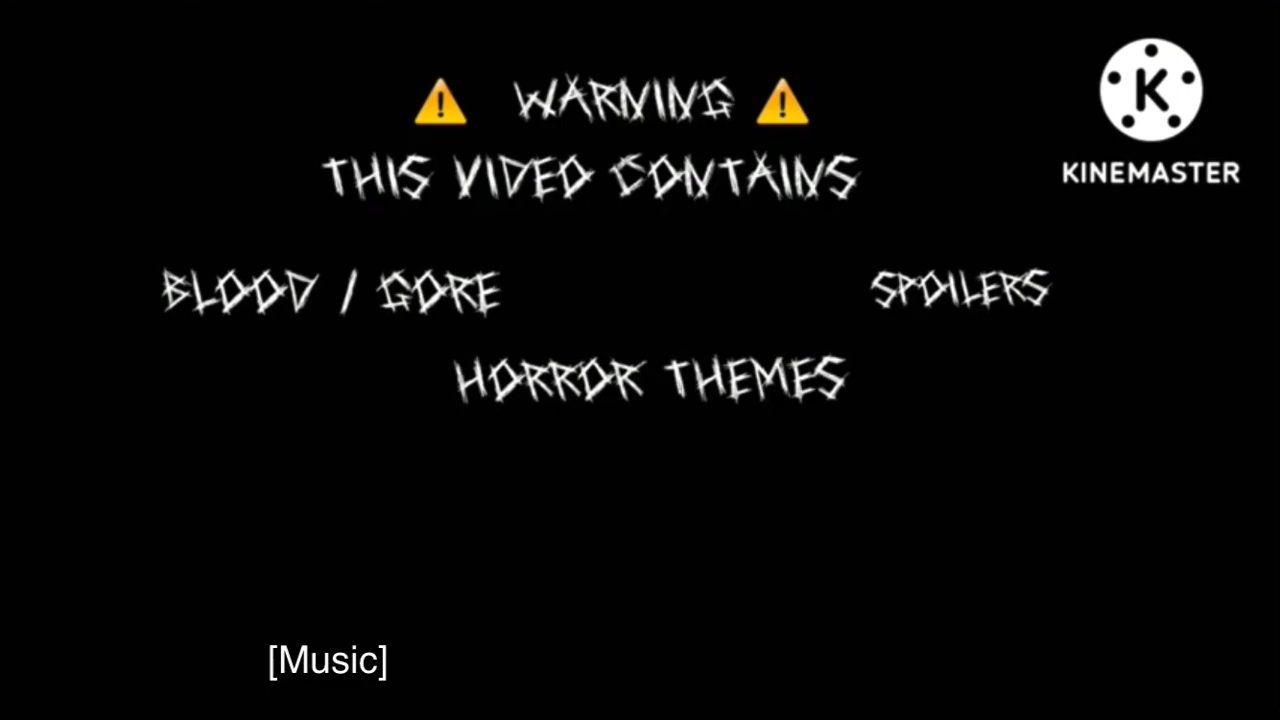 ⚠️ WARNING ⚠️
THIS VIDEO CONTAINS
BLOOD / GORE
SPOILERS
HORROR THEMES
K
KINEMASTER
[Music]